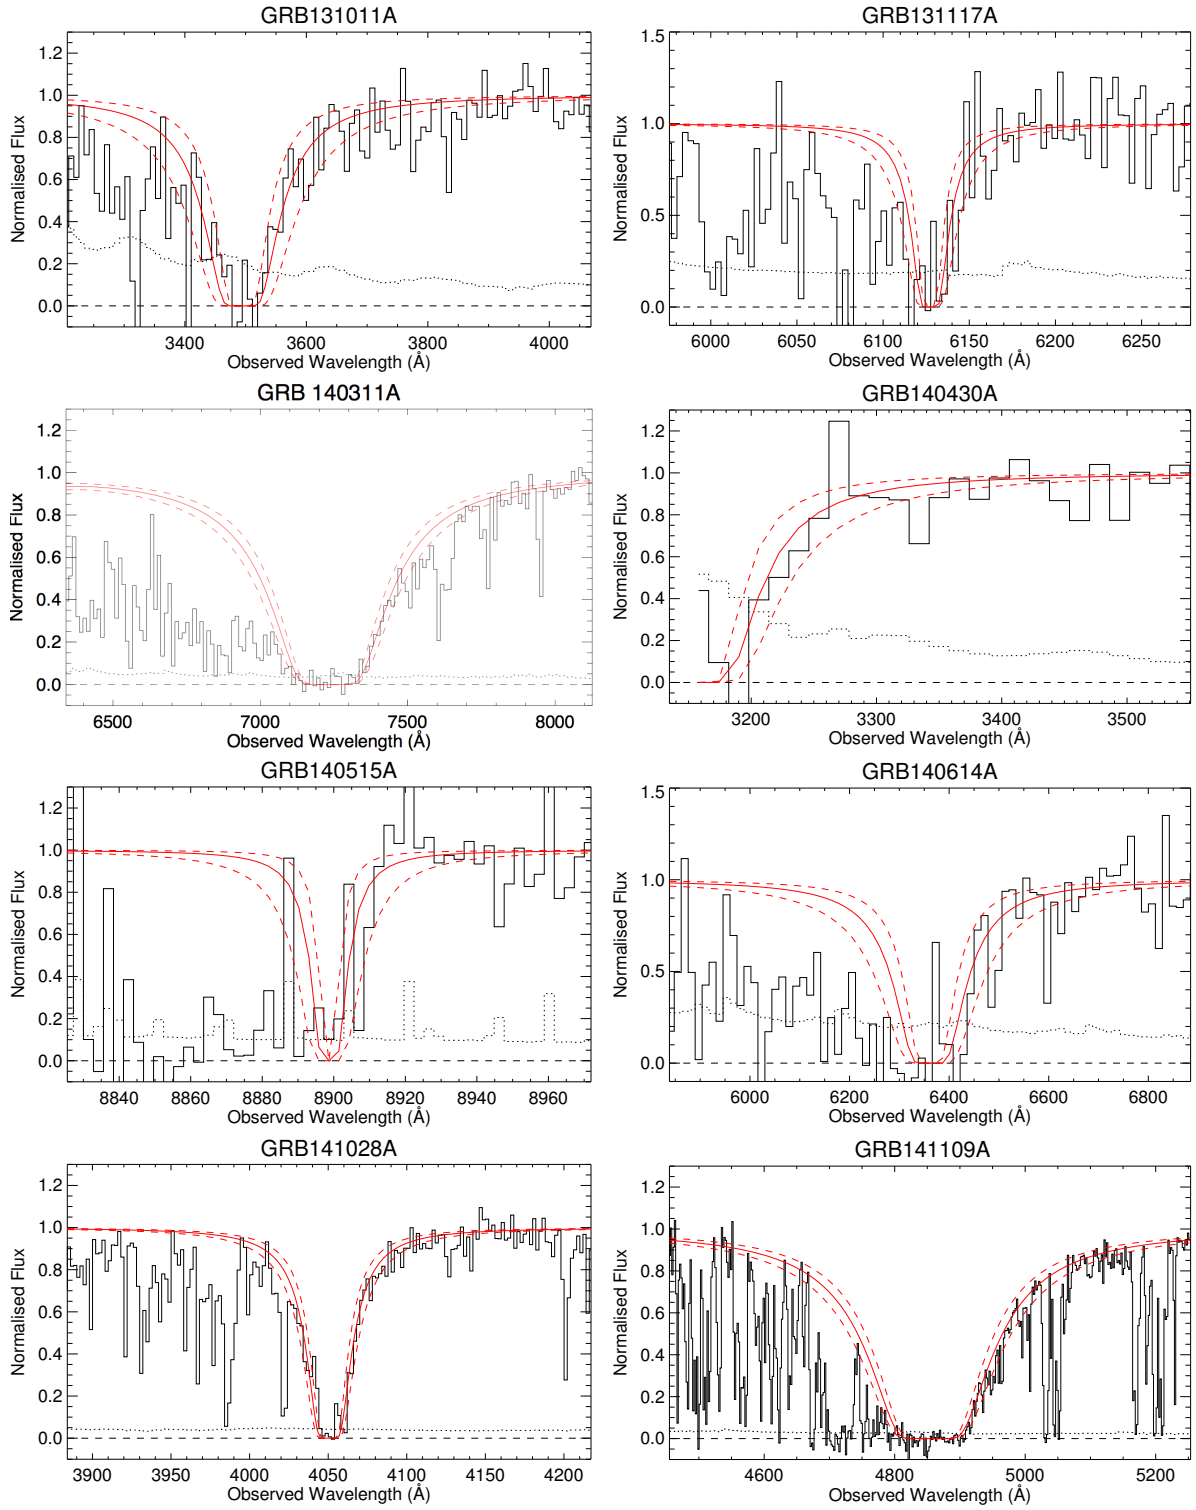 GRB131011A
Normalised Flux
1.2
1.0
0.8
0.6
0.4
0.2
0.0
3400 3600 3800 4000
Observed Wavelength (Å)
GRB131117A
Normalised Flux
1.5
1.0
0.5
0.0
6000 6050 6100 6150 6200 6250
Observed Wavelength (Å)
GRB 140311A
Normalised Flux
1.2
1.0
0.8
0.6
0.4
0.2
0.0
6500 7000 7500 8000
Observed Wavelength (Å)
GRB140430A
Normalised Flux
1.2
1.0
0.8
0.6
0.4
0.2
0.0
3200 3300 3400 3500
Observed Wavelength (Å)
GRB140515A
Normalised Flux
1.2
1.0
0.8
0.6
0.4
0.2
0.0
8840 8860 8880 8900 8920 8940 8960
Observed Wavelength (Å)
GRB140614A
Normalised Flux
1.5
1.0
0.5
0.0
6000 6200 6400 6600 6800
Observed Wavelength (Å)
GRB141028A
Normalised Flux
1.2
1.0
0.8
0.6
0.4
0.2
0.0
3900 3950 4000 4050 4100 4150 4200
Observed Wavelength (Å)
GRB141109A
Normalised Flux
1.2
1.0
0.8
0.6
0.4
0.2
0.0
4600 4800 5000 5200
Observed Wavelength (Å)